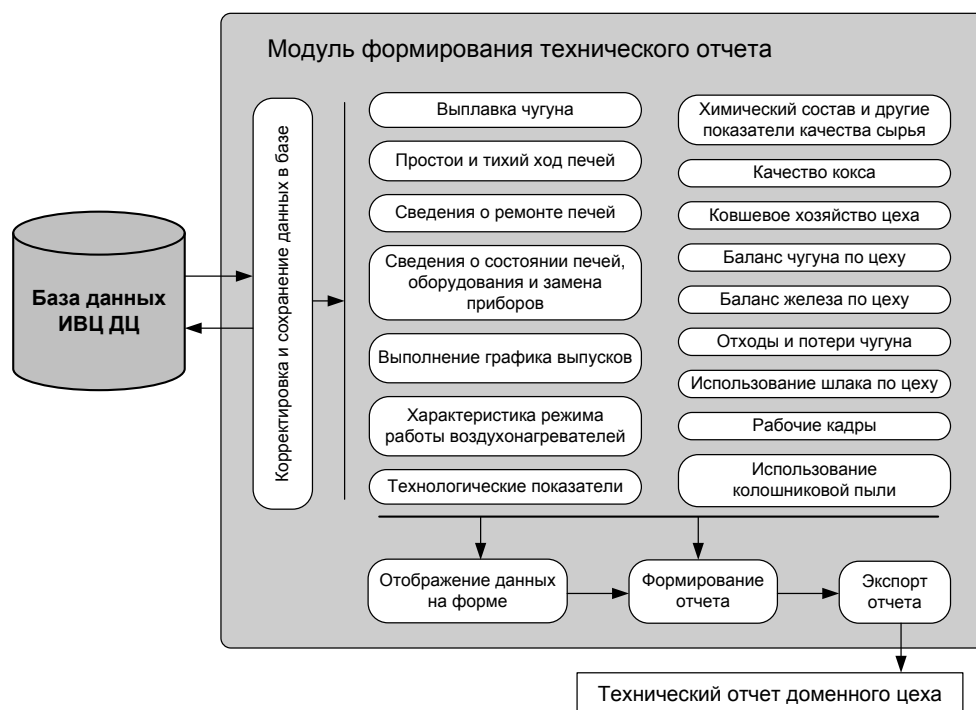 Модуль формирования технического отчета
База данных
ИВЦ ДЦ
Корректировка и сохранение данных в базе
Выплавка чугуна
Простои и тихий ход печей
Сведения о ремонте печей
Сведения о состоянии печей,
оборудования и замена
приборов
Выполнение графика выпусков
Характеристика режима
работы воздухонагревателей
Технологические показатели
Химический состав и другие
показатели качества сырья
Качество кокса
Ковшевое хозяйство цеха
Баланс чугуна по цеху
Баланс железа по цеху
Отходы и потери чугуна
Использование шлака по цеху
Рабочие кадры
Использование
колошниковой пыли
Отображение данных
на форме
Формирование
отчета
Экспорт
отчета
Технический отчет доменного цеха